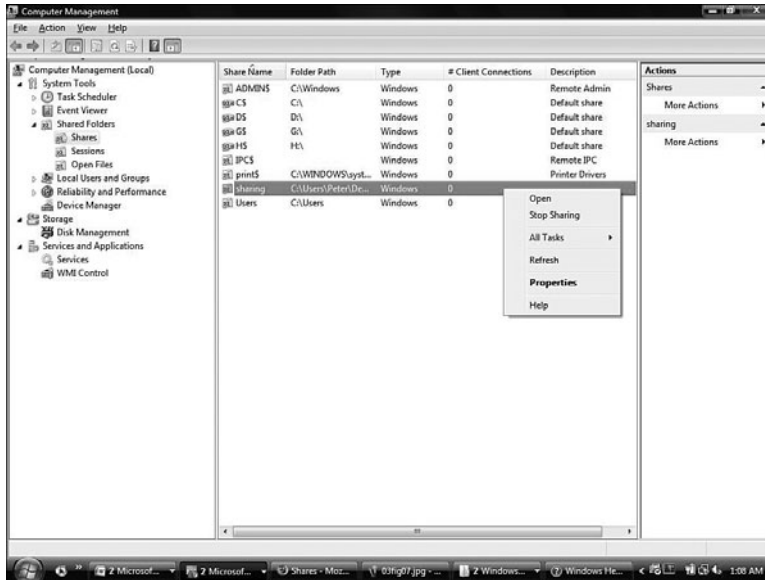 Computer Management
File Action View Help
Computer Management (Local)
System Tools
Task Scheduler
Event Viewer
Shared Folders
Shares
Sessions
Open Files
Local Users and Groups
Reliability and Performance
Device Manager
Storage
Disk Management
Services and Applications
Services
WMI Control
Share Name Folder Path Type # Client Connections Description
ADMIN$ C:\Windows Windows 0 Remote Admin
C$ C:\ Windows 0 Default share
D$ D:\ Windows 0 Default share
G$ G:\ Windows 0 Default share
H$ H:\ Windows 0 Default share
IPC$ Windows 0 Remote IPC
print$ C:\WINDOWS\syst... Windows 0 Printer Drivers
sharing C:\Users\Peter\De... Windows 0
Users C:\Users Windows 0
Open
Stop Sharing
All Tasks
Refresh
Properties
Help
Actions
Shares
More Actions
sharing
More Actions
2 Microsof... 2 Microsof... Shares - Moz... 03fig07.jpg - ... 2 Windows... Windows He... 1:08 AM